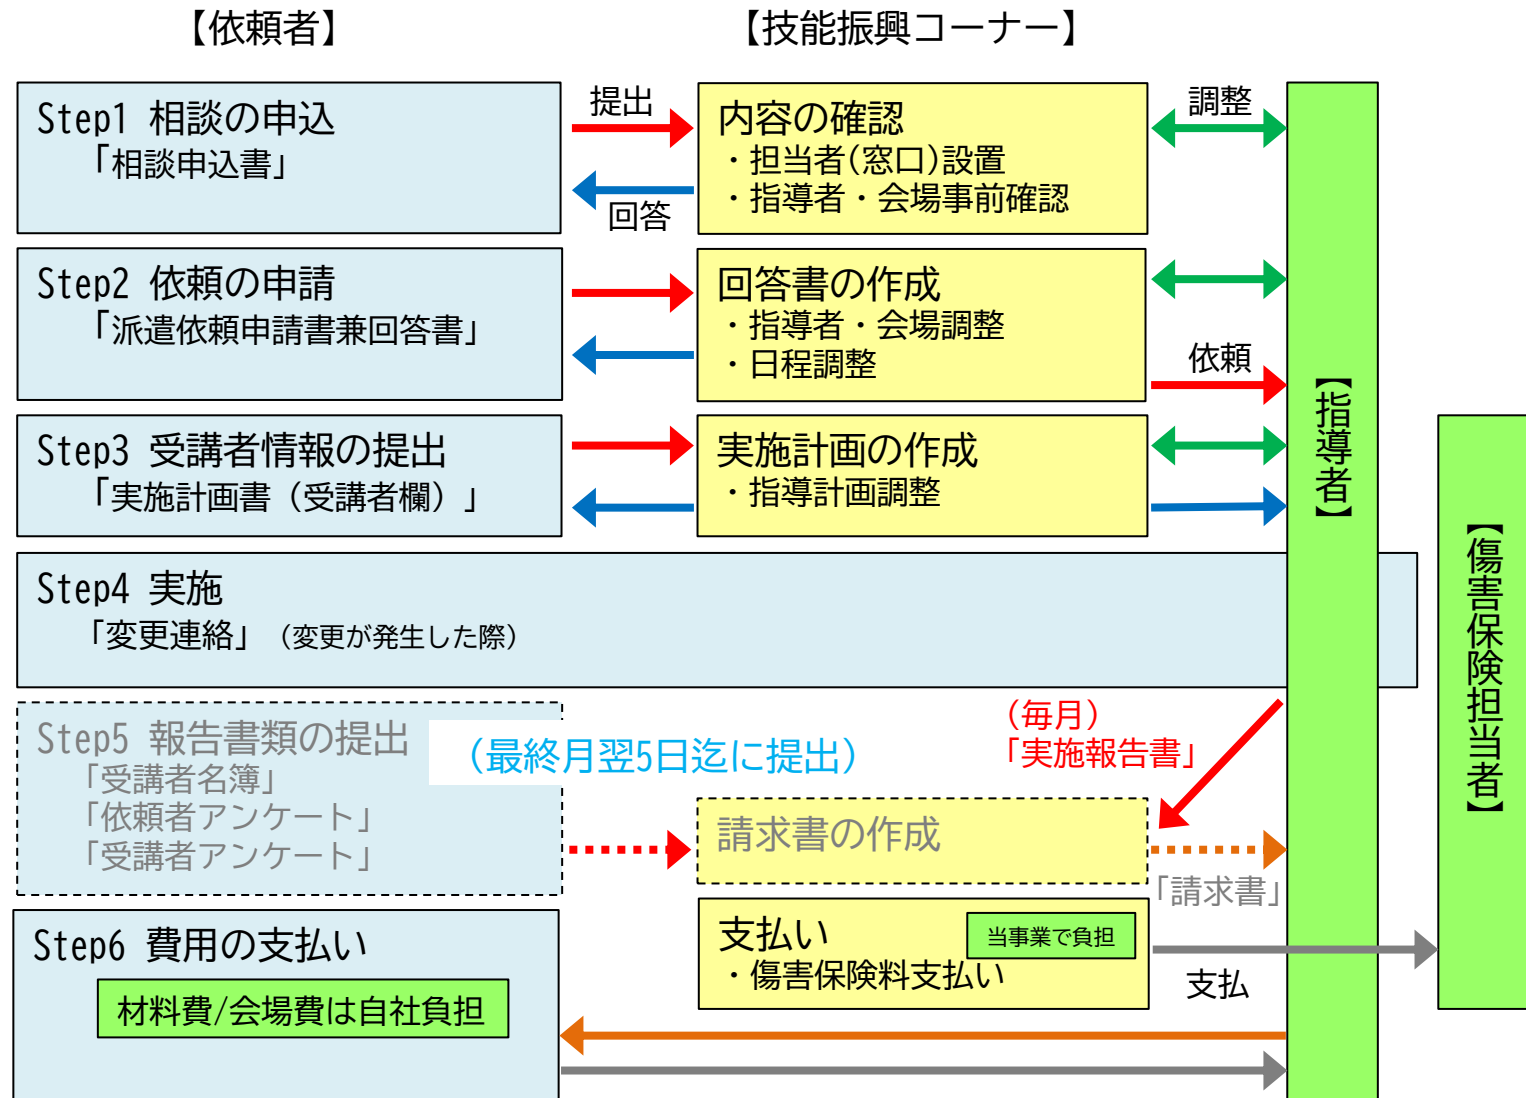 【依頼者】
【技能振興コーナー】
Step1 相談の申込
「相談申込書」
提出
回答
内容の確認
・担当者(窓口)設置
・指導者・会場事前確認
調整
Step2 依頼の申請
「派遣依頼申請書兼回答書」
回答書の作成
・指導者・会場調整
・日程調整
依頼
【指導者】
Step3 受講者情報の提出
「実施計画書（受講者欄）」
実施計画の作成
・指導計画調整
【傷害保険担当者】
Step4 実施
「変更連絡」（変更が発生した際）
Step5 報告書類の提出
「受講者名簿」
「依頼者アンケート」
「受講者アンケート」
（最終月翌5日迄に提出）
（毎月）
「実施報告書」
請求書の作成
「請求書」
Step6 費用の支払い
材料費/会場費は自社負担
支払い
・傷害保険料支払い
当事業で負担
支払